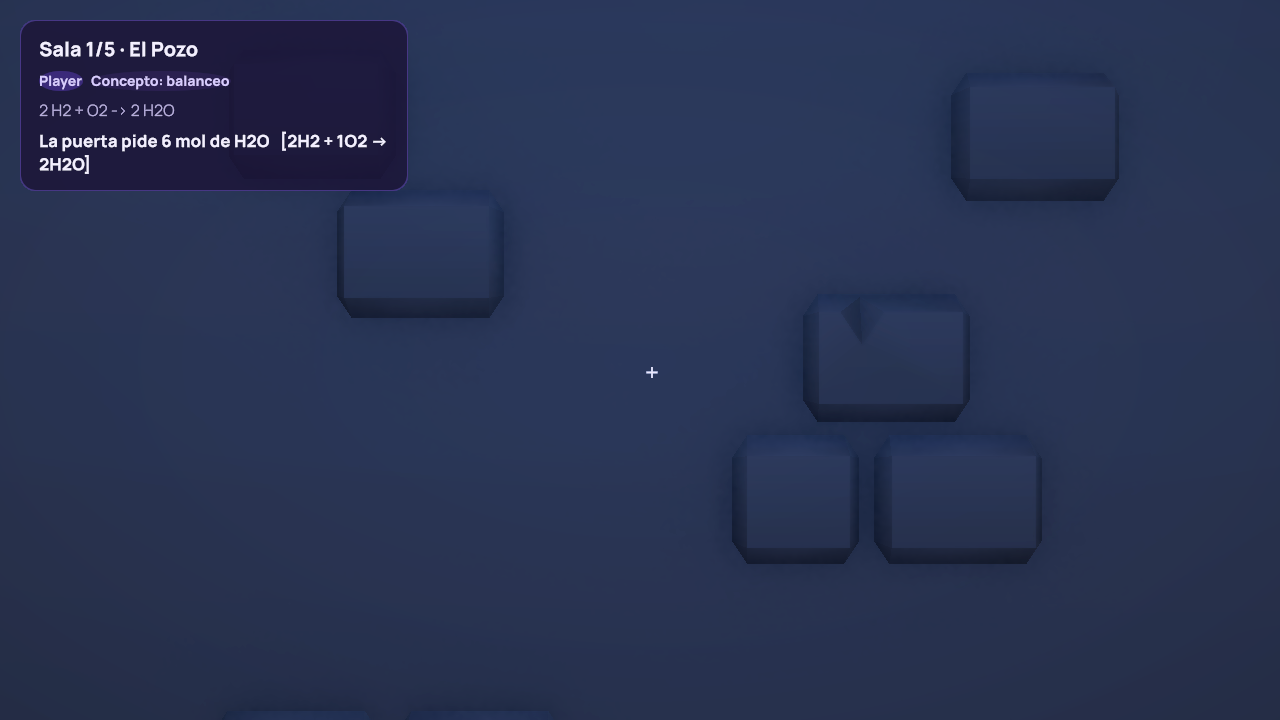 Sala 1/5 · El Pozo
Player Concepto: balanceo
2 H2 + O2 -> 2 H2O
La puerta pide 6 mol de H2O [2H2 + 1O2 →
2H2O]
+